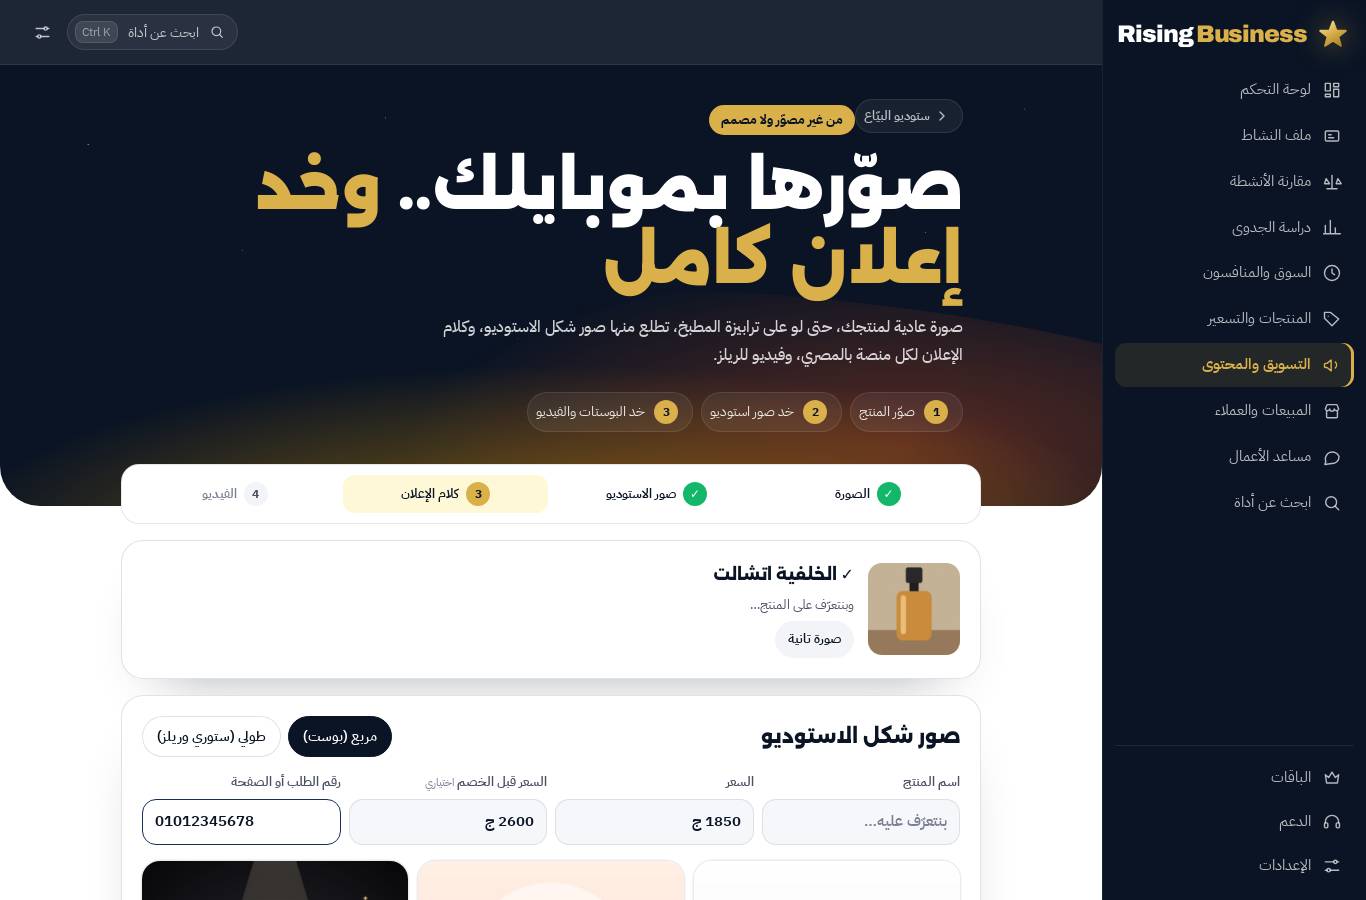 Rising Business
لوحة التحكم
ملف النشاط
مقارنة الأنشطة
دراسة الجدوى
السوق والمنافسون
المنتجات والتسعير
التسويق والمحتوى
المبيعات والعملاء
مساعد الأعمال
ابحث عن أداة
الباقات
الدعم
الإعدادات
ابحث عن أداة Ctrl K
ستوديو البيّاع
من غير مصوّر ولا مصمم
صوّرها بموبايلك.. وخد
إعلان كامل
صورة عادية لمنتجك، حتى لو على ترابيزة المطبخ، تطلع منها صور شكل الاستوديو، وكلام
الإعلان لكل منصة بالمصري، وفيديو للريلز.
1 صوّر المنتج
2 خد صور استوديو
3 خد البوستات والفيديو
✓ الصورة
✓ صور الاستوديو
3 كلام الإعلان
4 الفيديو
✓ الخلفية اتشالت
وبنتعرّف على المنتج...
صورة تانية
صور شكل الاستوديو
مربع (بوست)
طولي (ستوري وريلز)
اسم المنتج
بنتعرّف عليه...
السعر
1850 ج
السعر قبل الخصم اختياري
2600 ج
رقم الطلب أو الصفحة
01012345678